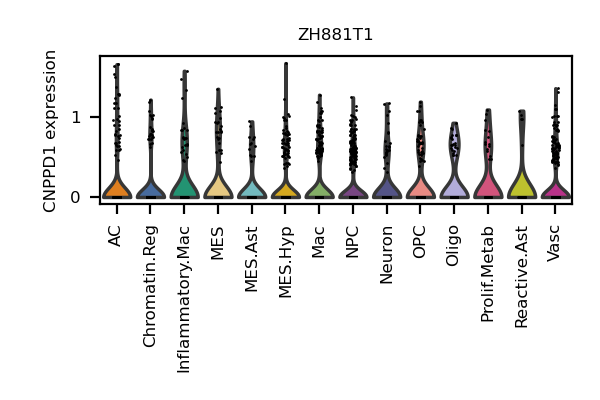 ZH881T1
CNPPD1 expression
1
0
AC
Chromatin.Reg
Inflammatory.Mac
MES
MES.Ast
MES.Hyp
Mac
NPC
Neuron
OPC
Oligo
Prolif.Metab
Reactive.Ast
Vasc